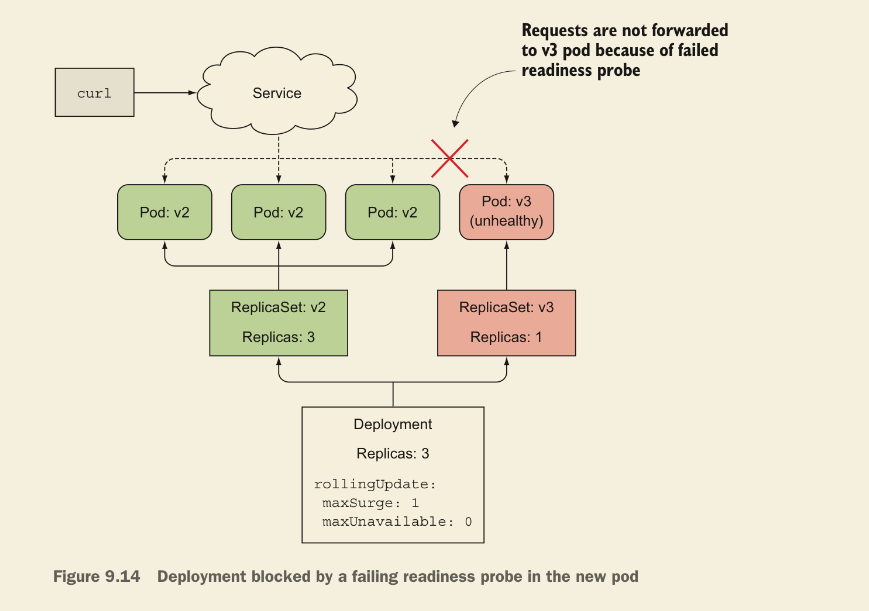 Requests are not forwarded
to v3 pod because of failed
readiness probe
curl
Service
Pod: v2
Pod: v2
Pod: v2
Pod: v3
(unhealthy)
ReplicaSet: v2
Replicas: 3
ReplicaSet: v3
Replicas: 1
Deployment
Replicas: 3
rollingUpdate:
maxSurge: 1
maxUnavailable: 0
Figure 9.14 Deployment blocked by a failing readiness probe in the new pod